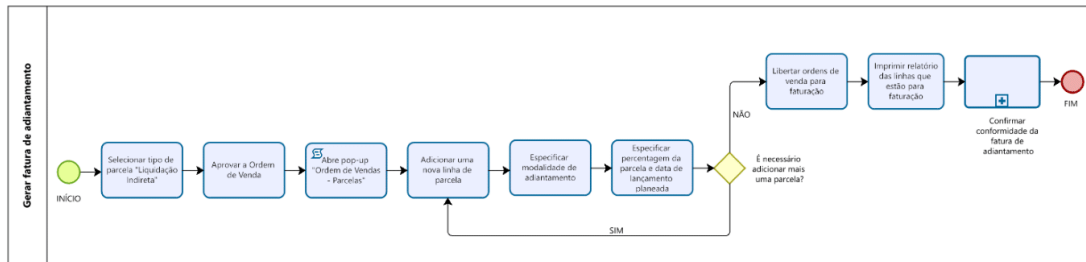 Gerar fatura de adiantamento
INÍCIO
Selecionar tipo de
parcela "Liquidação
Indireta"
Aprovar a Ordem
de Venda
Abre pop-up
"Ordem de Vendas
- Parcelas"
Adicionar uma
nova linha de
parcela
Especificar
modalidade de
adiantamento
Especificar
percentagem da
parcela e data de
lançamento
planeada
É necessário
adicionar mais
uma parcela?
SIM
NÃO
Libertar ordens de
venda para
faturação
Imprimir relatório
das linhas que
estão para
faturação
Confirmar
conformidade da
fatura de
adiantamento
FIM